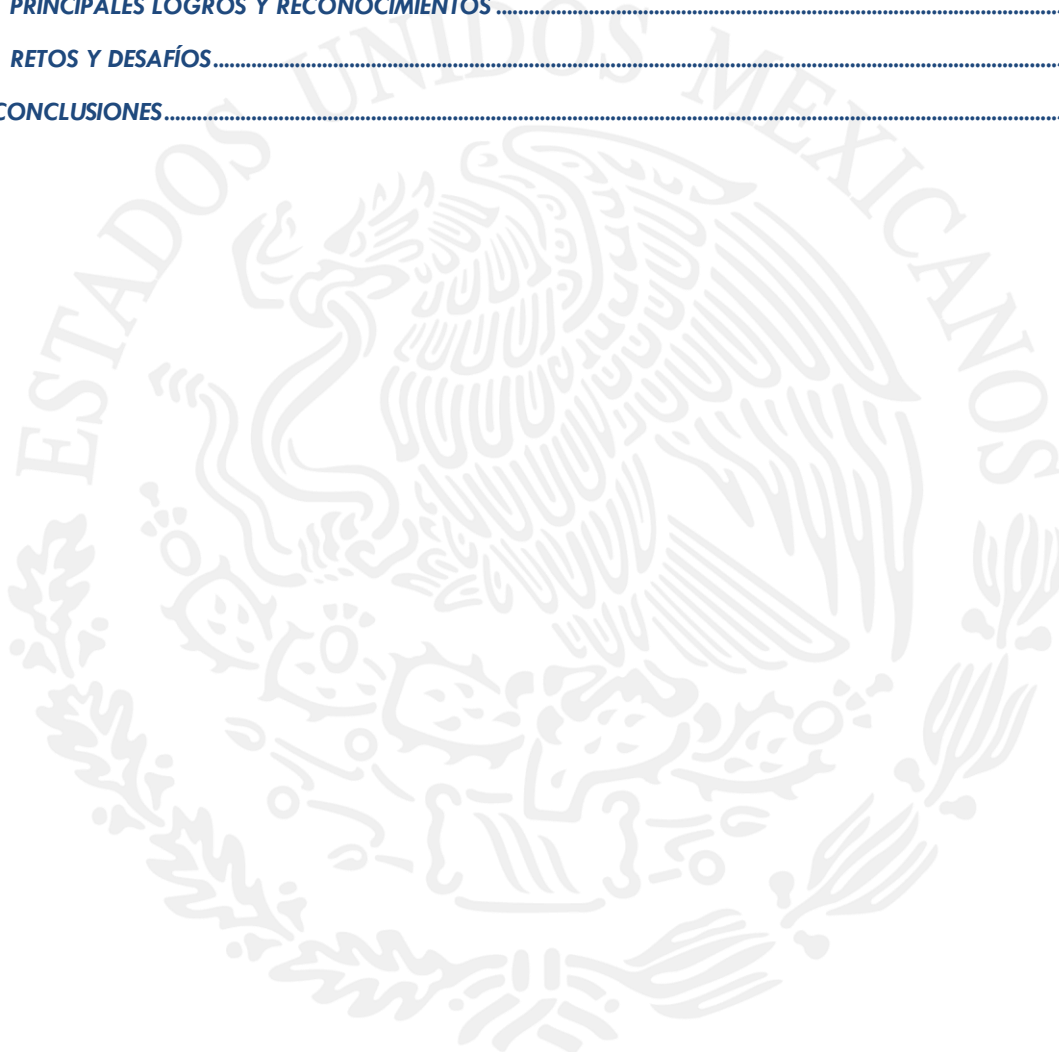 PRINCIPALES LOGROS Y RECONOCIMIENTOS
RETOS Y DESAFÍOS
CONCLUSIONES
ESTADOS UNIDOS MEXICANOS